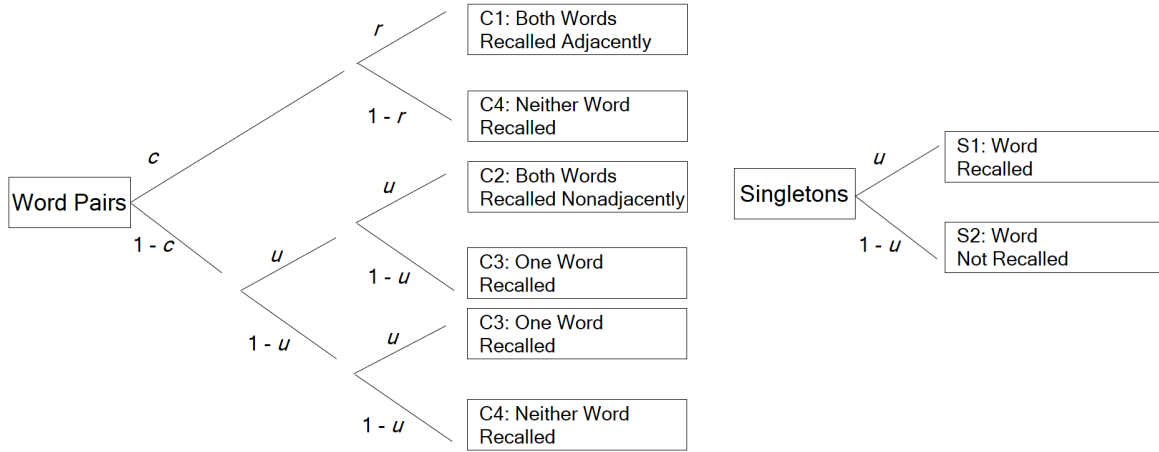 r
C1: Both Words
Recalled Adjacently
1 - r
C4: Neither Word
Recalled
c
Word Pairs
1 - c
u
C2: Both Words
Recalled Nonadjacently
u
1 - u
C3: One Word
Recalled
1 - u
u
C3: One Word
Recalled
1 - u
C4: Neither Word
Recalled
Singletons
u
S1: Word
Recalled
1 - u
S2: Word
Not Recalled